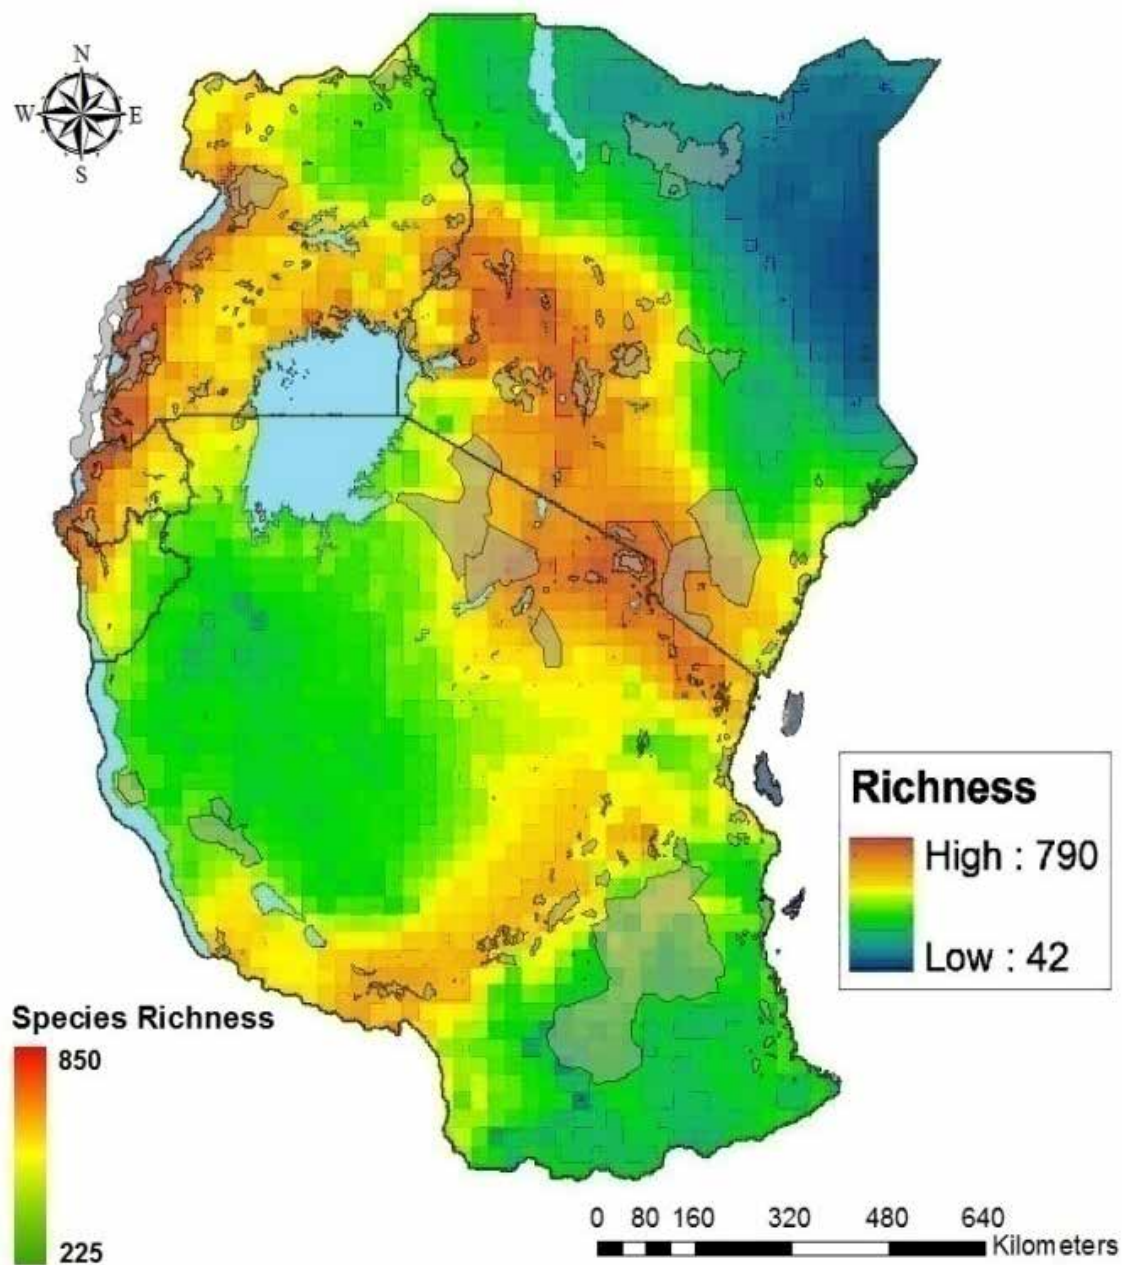 N
W E
S
Richness
High : 790
Low : 42
Species Richness
850
225
0 80 160 320 480 640
Kilometers